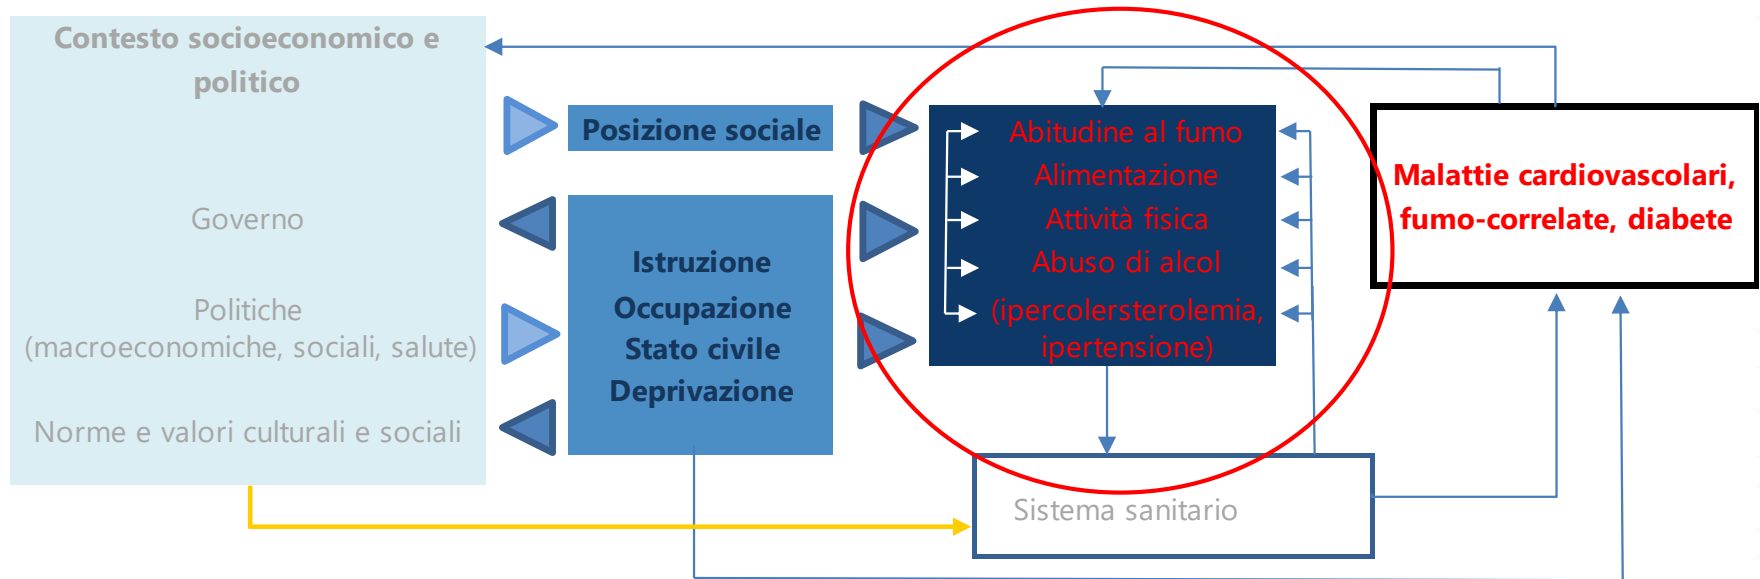 Contesto socioeconomico e
politico
Governo
Politiche
(macroeconomiche, sociali, salute)
Norme e valori culturali e sociali
Posizione sociale
Istruzione
Occupazione
Stato civile
Deprivazione
Abitudine al fumo
Alimentazione
Attività fisica
Abuso di alcol
(ipercolersterolemia,
ipertensione)
Sistema sanitario
Malattie cardiovascolari,
fumo-correlate, diabete